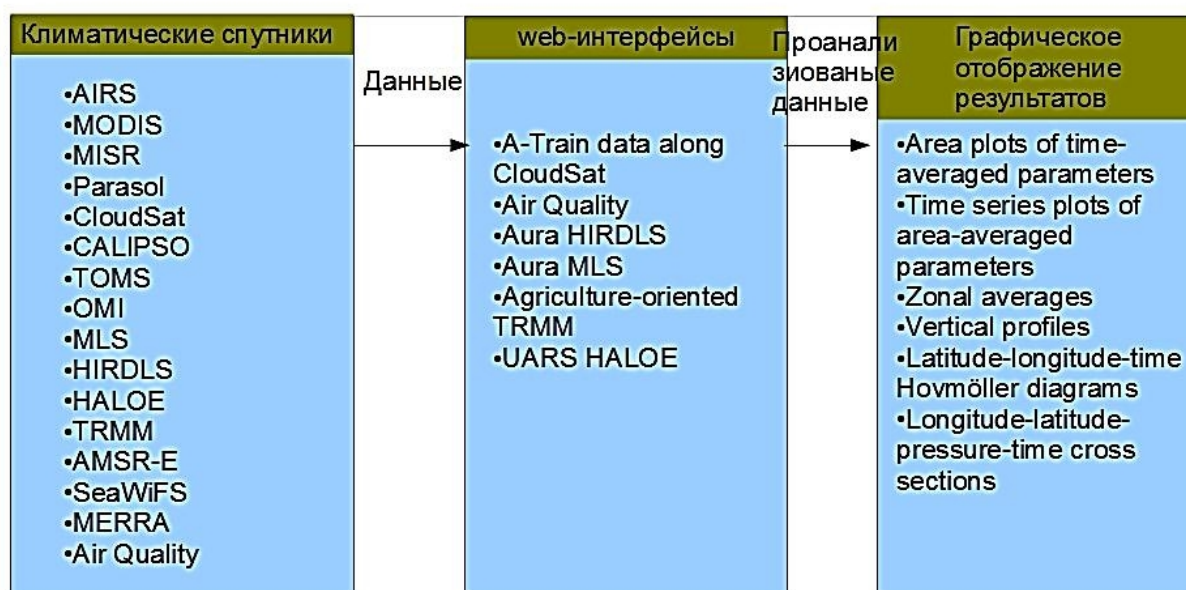 Климатические спутники
•AIRS
•MODIS
•MISR
•Parasol
•CloudSat
•CALIPSO
•TOMS
•OMI
•MLS
•HIRDLS
•HALOE
•TRMM
•AMSR-E
•SeaWiFS
•MERRA
•Air Quality
Данные
web-интерфейсы
•A-Train data along
CloudSat
•Air Quality
•Aura HIRDLS
•Aura MLS
•Agriculture-oriented
TRMM
•UARS HALOE
Проанали
зиованые
данные
Графическое
отображение
результатов
•Area plots of time-
averaged parameters
•Time series plots of
area-averaged
parameters
•Zonal averages
•Vertical profiles
•Latitude-longitude-time
Hovmöller diagrams
•Longitude-latitude-
pressure-time cross
sections